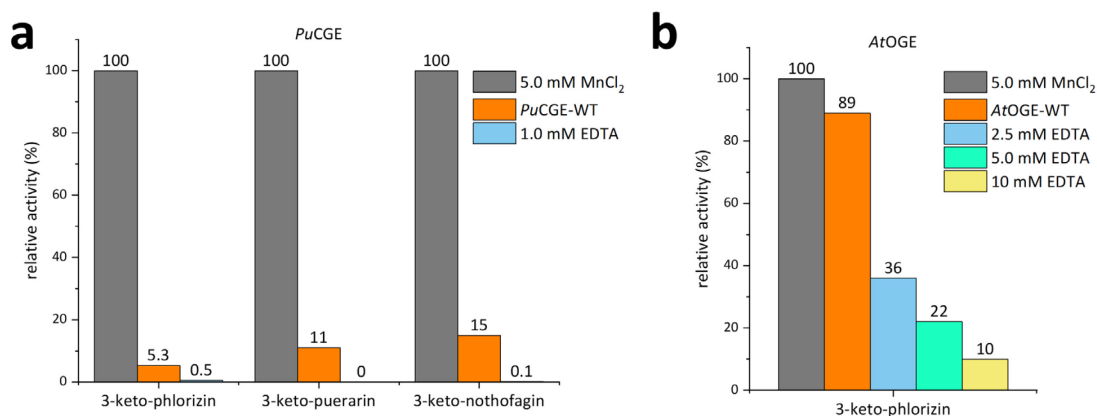 a
PuCGE
5.0 mM MnCl₂
PuCGE-WT
1.0 mM EDTA
relative activity (%)
100
80
60
40
20
0
100
5.3
0.5
100
11
0
100
15
0.1
3-keto-phlorizin
3-keto-puerarin
3-keto-nothofagin
b
AtOGE
5.0 mM MnCl₂
AtOGE-WT
2.5 mM EDTA
5.0 mM EDTA
10 mM EDTA
relative activity (%)
100
80
60
40
20
0
100
89
36
22
10
3-keto-phlorizin